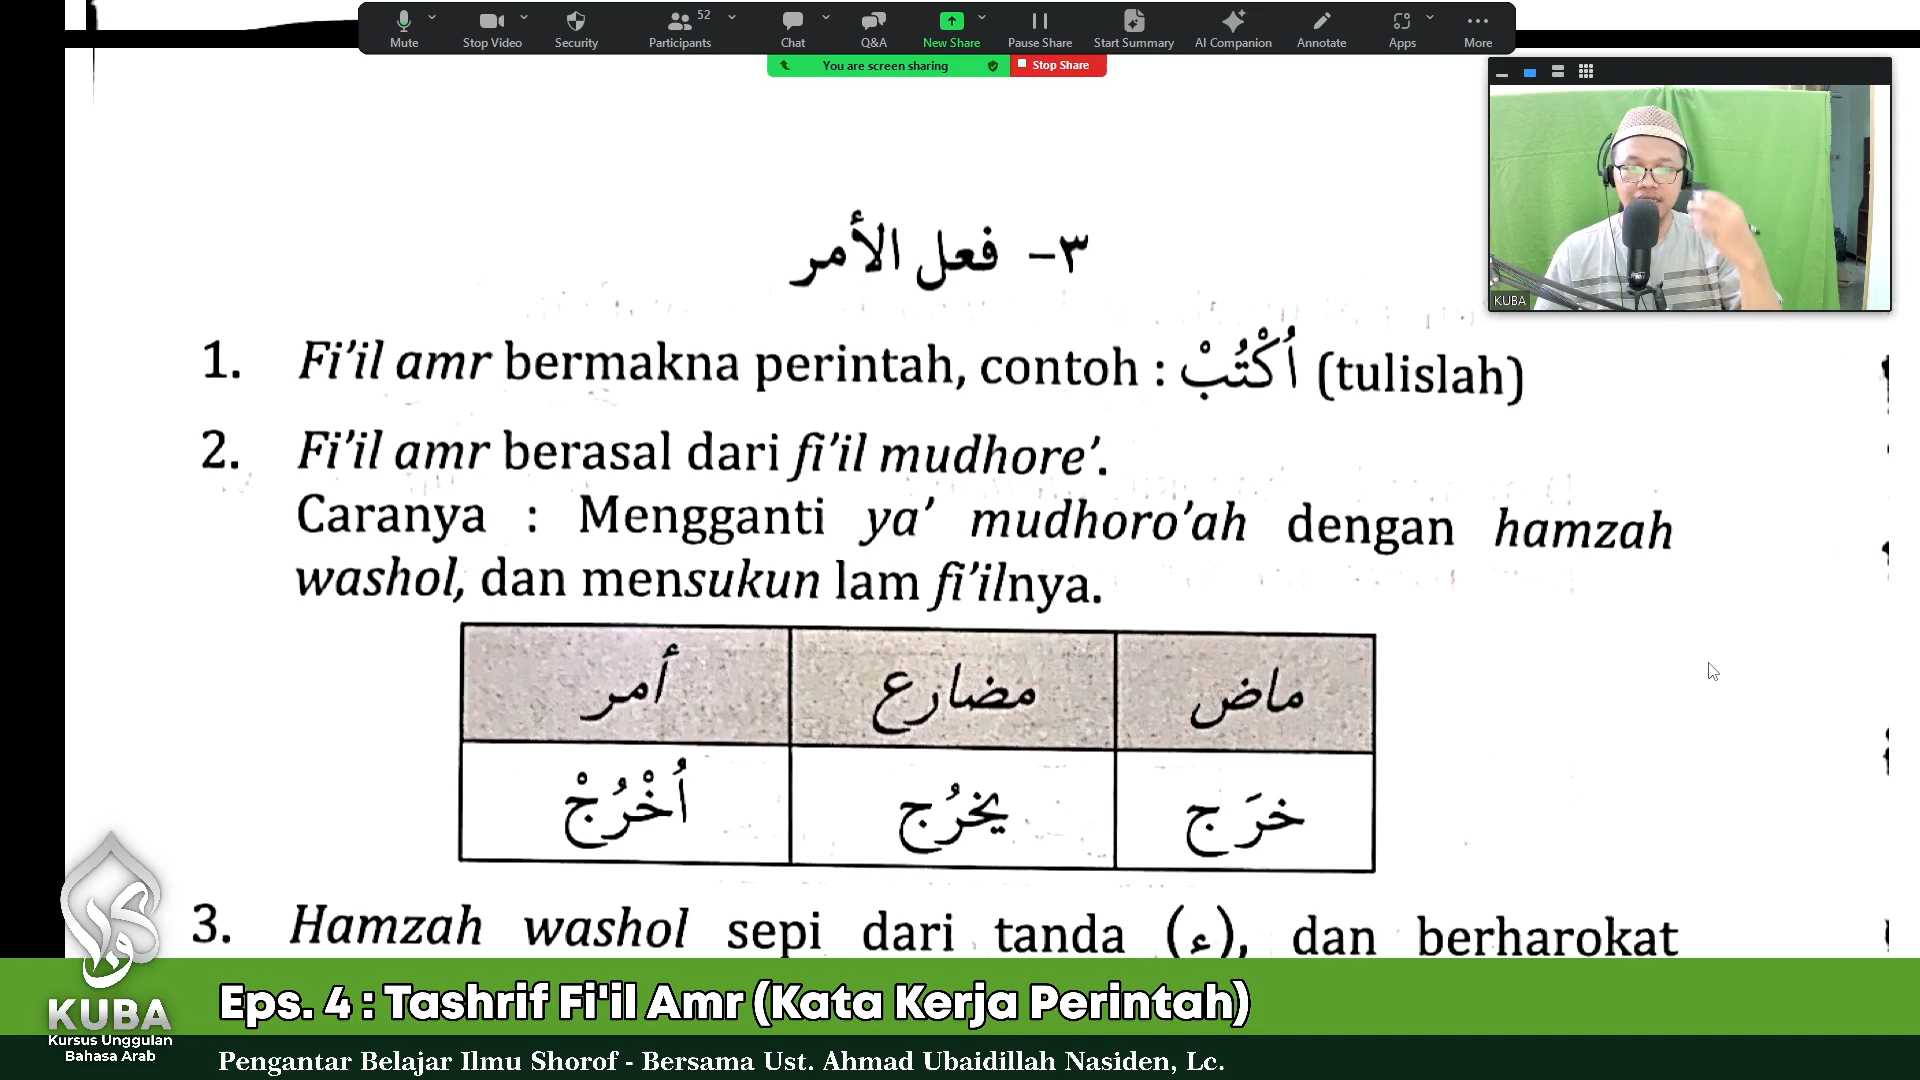 Mute
Stop Video
Security
Participants 52
Chat
Q&A
New Share
Pause Share
Start Summary
AI Companion
Annotate
Apps
More
You are screen sharing
Stop Share
KUBA
٣- فعل الأمر
1. Fi'il amr bermakna perintah, contoh : اُكْتُبْ (tulislah)
2. Fi'il amr berasal dari fi'il mudhore'.
Caranya : Mengganti ya' mudhoro'ah dengan hamzah
washol, dan mensukun lam fi'ilnya.
ماض مضارع أمر
خرَج يخرُج اُخْرُجْ
3. Hamzah washol sepi dari tanda (ء), dan berharokat
KUBA
Kursus Unggulan
Bahasa Arab
Eps. 4 : Tashrif Fi'il Amr (Kata Kerja Perintah)
Pengantar Belajar Ilmu Shorof - Bersama Ust. Ahmad Ubaidillah Nasiden, Lc.